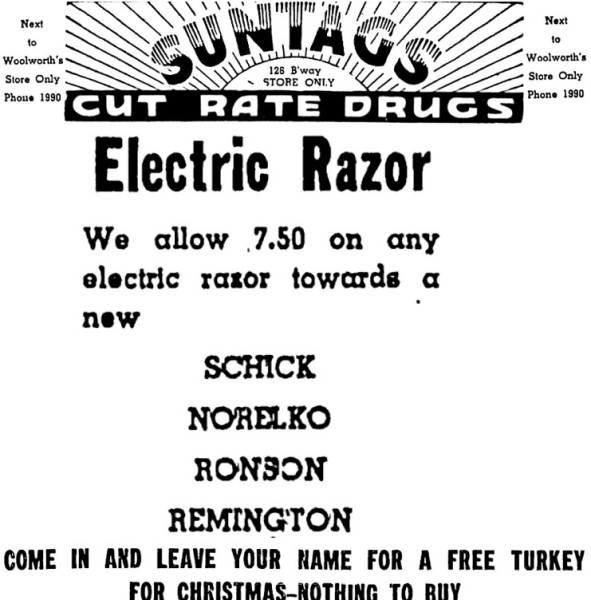 Next
to
Woolworth's
Store Only
Phone 1990
SUNTAGS
126 B'way
STORE ONLY
CUT RATE DRUGS
Next
to
Woolworth's
Store Only
Phone 1990
Electric Razor
We allow 7.50 on any
electric razor towards a
new
SCHICK
NORELKO
RONSON
REMINGTON
COME IN AND LEAVE YOUR NAME FOR A FREE TURKEY
FOR CHRISTMAS-NOTHING TO BUY